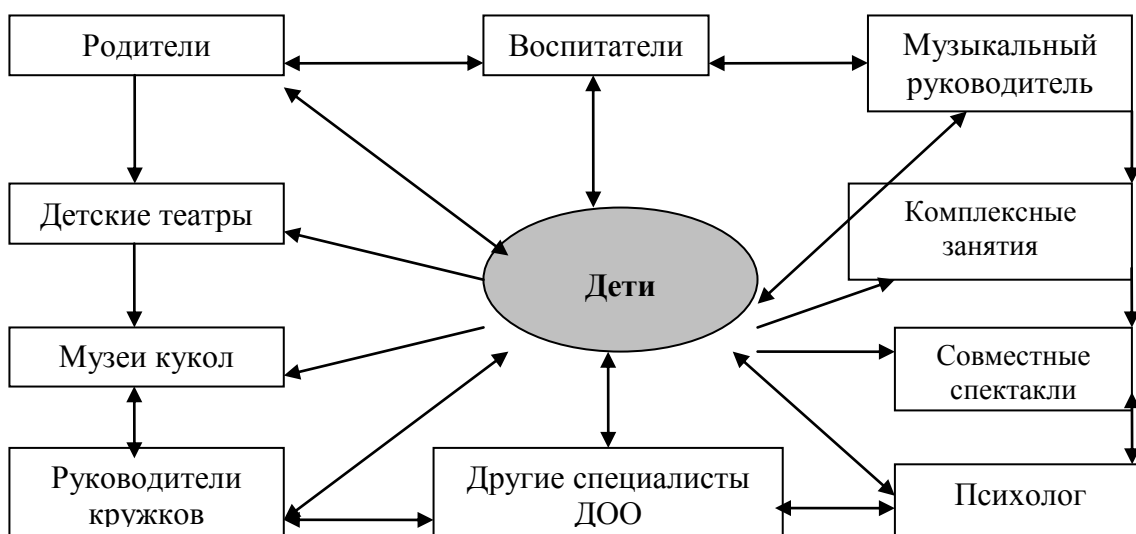 Родители
Воспитатели
Музыкальный
руководитель
Детские театры
Комплексные
занятия
Дети
Музеи кукол
Совместные
спектакли
Руководители
кружков
Другие специалисты
ДОО
Психолог